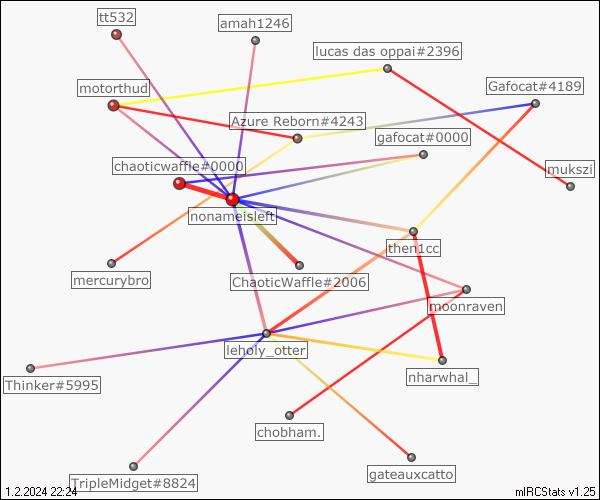 tt532
amah1246
lucas das oppai#2396
motorthud
Gafocat#4189
Azure Reborn#4243
gafocat#0000
chaoticwaffle#0000
mukszi
nonameisleft
then1cc
mercurybro
ChaoticWaffle#2006
moonraven
leholy_otter
nharwhal_
Thinker#5995
chobham.
gateauxcatto
TripleMidget#8824
1.2.2024 22:24
mIRCStats v1.25